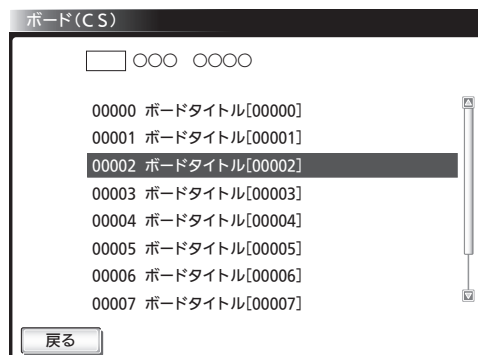 ボード(CS)
○○○ ○○○○
00000 ボードタイトル[00000]
00001 ボードタイトル[00001]
00002 ボードタイトル[00002]
00003 ボードタイトル[00003]
00004 ボードタイトル[00004]
00005 ボードタイトル[00005]
00006 ボードタイトル[00006]
00007 ボードタイトル[00007]
戻る